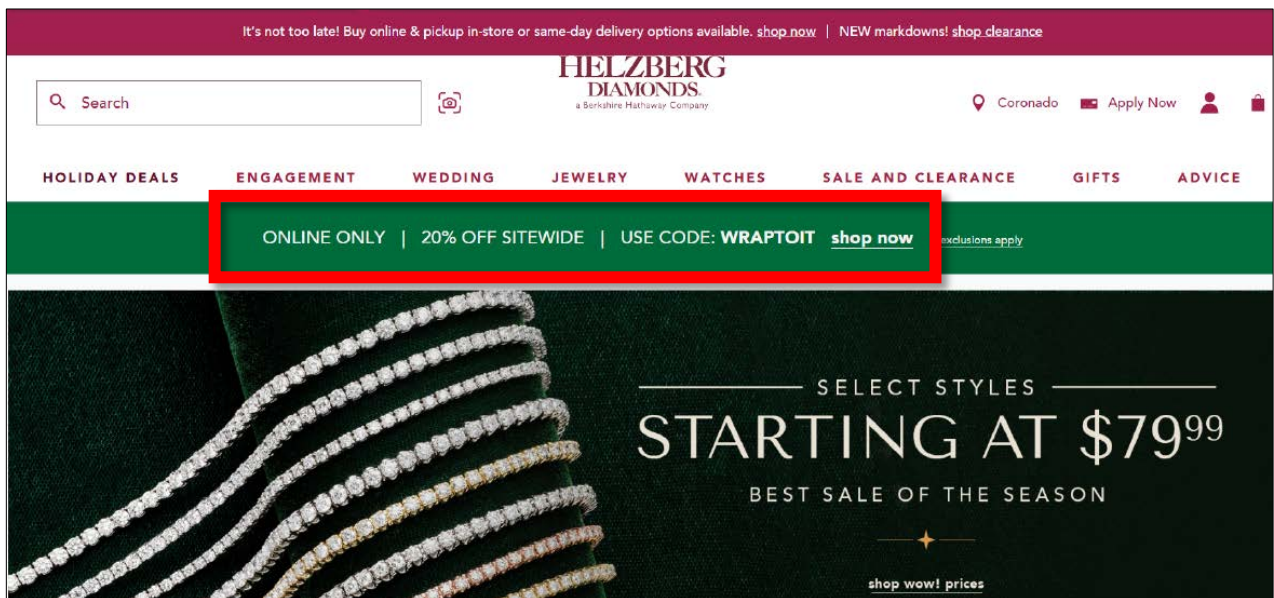 It's not too late! Buy online & pickup in-store or same-day delivery options available. shop now | NEW markdowns! shop clearance
HELZBERG
DIAMONDS.
a Berkshire Hathaway Company
Search
Coronado
Apply Now
HOLIDAY DEALS ENGAGEMENT WEDDING JEWELRY WATCHES SALE AND CLEARANCE GIFTS ADVICE
ONLINE ONLY | 20% OFF SITEWIDE | USE CODE: WRAPTOIT shop now exclusions apply
SELECT STYLES
STARTING AT $79⁹⁹
BEST SALE OF THE SEASON
shop wow! prices